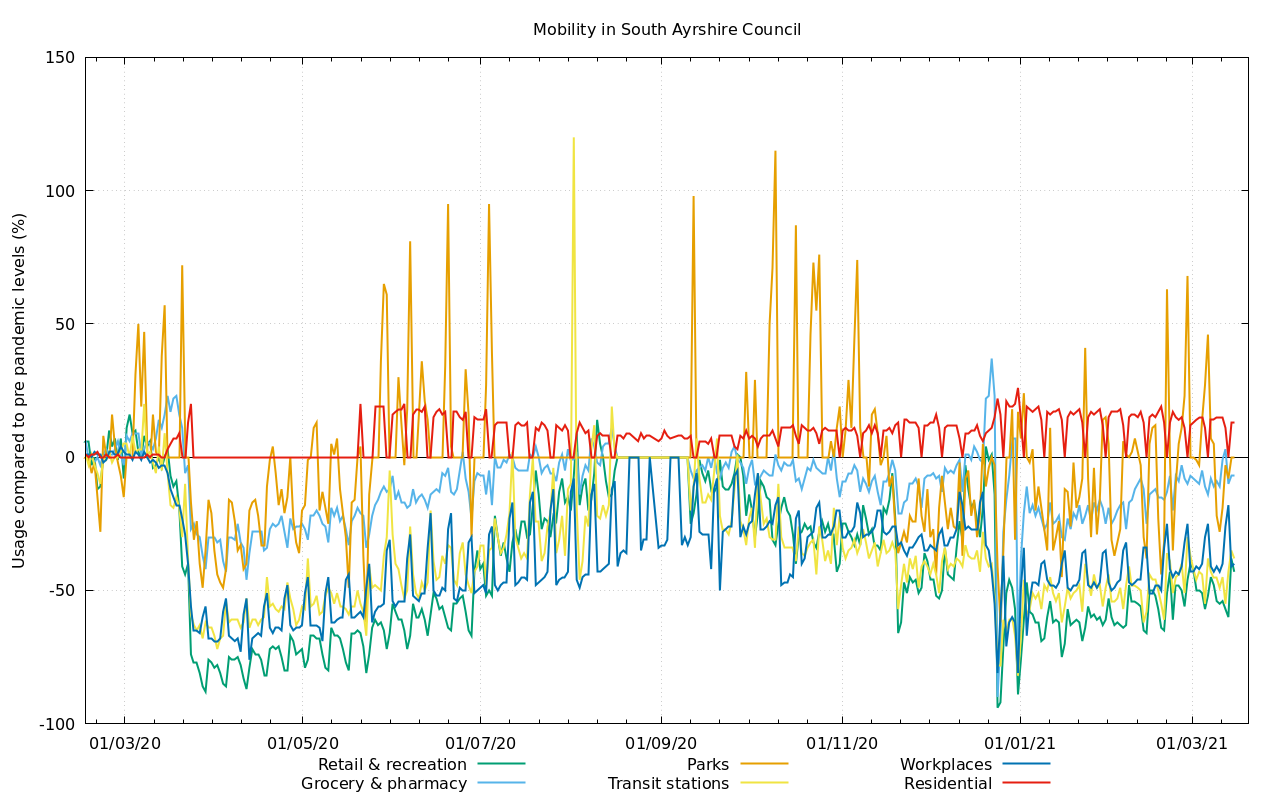 Mobility in South Ayrshire Council
Usage compared to pre pandemic levels (%)
150
100
50
0
-50
-100
01/03/20 01/05/20 01/07/20 01/09/20 01/11/20 01/01/21 01/03/21
Retail & recreation Parks Workplaces
Grocery & pharmacy Transit stations Residential